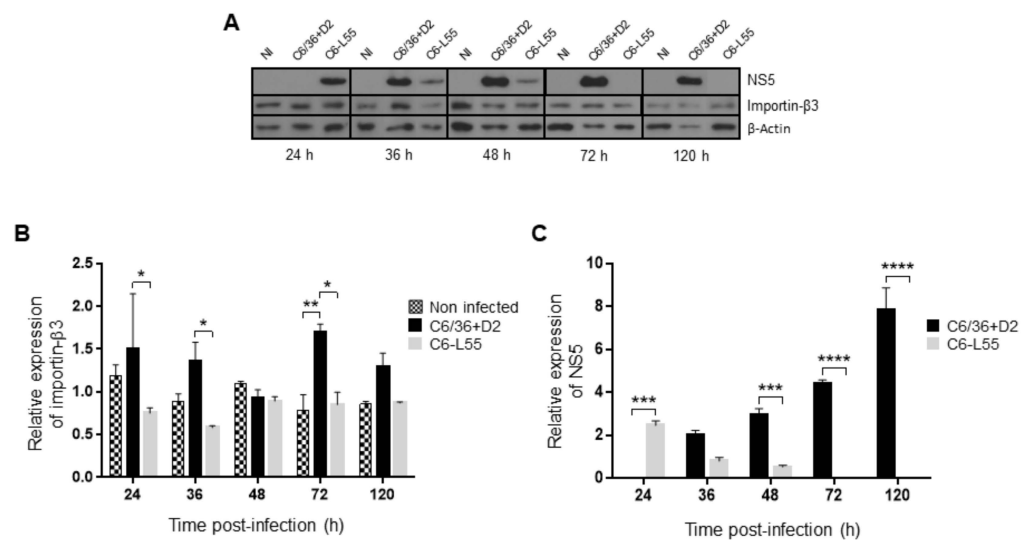 A
NI C6/36+D2 C6-L55 NI C6/36+D2 C6-L55 NI C6/36+D2 C6-L55 NI C6/36+D2 C6-L55 NI C6/36+D2 C6-L55
NS5
Importin-β3
β-Actin
24 h 36 h 48 h 72 h 120 h
B
Relative expression
of importin-β3
2.5
2.0
1.5
1.0
0.5
0.0
*
*
**
*
24 36 48 72 120
Time post-infection (h)
Non infected
C6/36+D2
C6-L55
C
Relative expression
of NS5
10
8
6
4
2
0
***
***
****
****
24 36 48 72 120
Time post-infection (h)
C6/36+D2
C6-L55